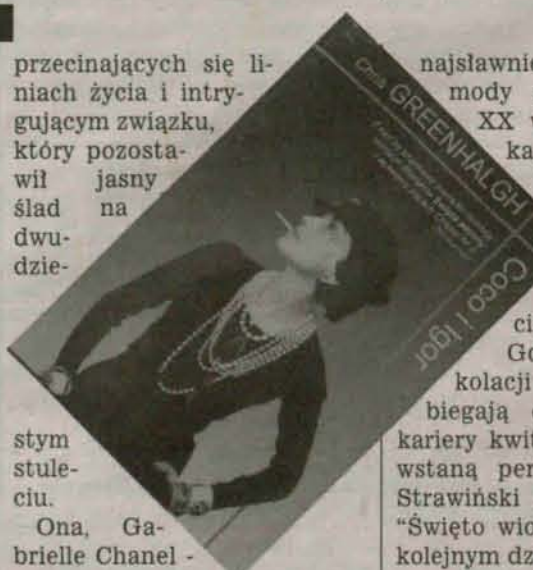 przecinających się li-
niach życia i intry-
gującym związku,
który pozosta-
wił jasny
ślad na
dwu-
dzie-
stym
stule-
ciu.
Ona, Ga-
brielle Chanel -
Chris GREENHALGH
Coco i Igor
najsławnie
mody
XX w
ka
ci
Go
kolacji
biegają
kariery kwit
wstaną per
Strawiński
"Święto wio
kolejnym dz